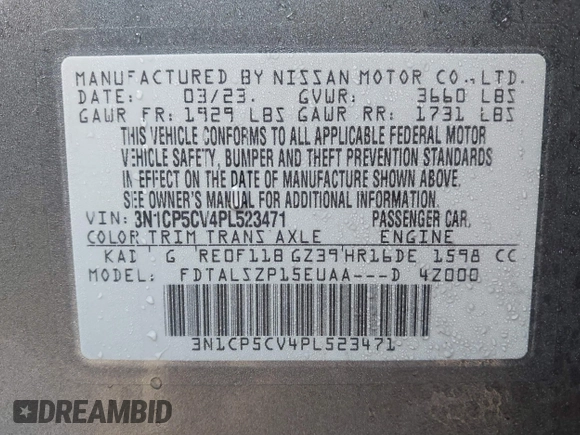 MANUFACTURED BY NISSAN MOTOR CO.,LTD.
DATE: 03/23. GVWR: 3660 LBS
GAWR FR: 1929 LBS GAWR RR: 1731 LBS
THIS VEHICLE CONFORMS TO ALL APPLICABLE FEDERAL MOTOR
VEHICLE SAFETY, BUMPER AND THEFT PREVENTION STANDARDS
IN EFFECT ON THE DATE OF MANUFACTURE SHOWN ABOVE.
SEE OWNER'S MANUAL FOR ADDITIONAL INFORMATION.
VIN: 3N1CP5CV4PL523471 PASSENGER CAR,
COLOR TRIM TRANS AXLE ENGINE
KAD G RE0F11B GZ39 HR16DE 1598 CC
MODEL: FDTALSZP15EUAA---D 4Z000
3N1CP5CV4PL523471
DREAMBID